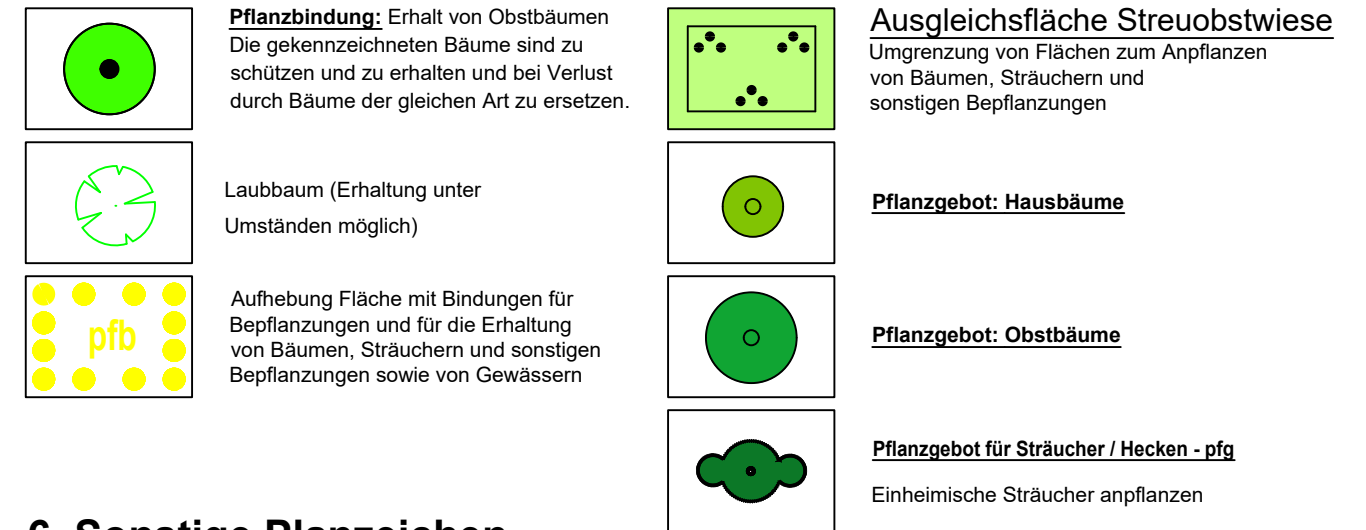 Pflanzbindung: Erhalt von Obstbäumen
Die gekennzeichneten Bäume sind zu
schützen und zu erhalten und bei Verlust
durch Bäume der gleichen Art zu ersetzen.
Laubbaum (Erhaltung unter
Umständen möglich)
pfb
Aufhebung Fläche mit Bindungen für
Bepflanzungen und für die Erhaltung
von Bäumen, Sträuchern und sonstigen
Bepflanzungen sowie von Gewässern
Ausgleichsfläche Streuobstwiese
Umgrenzung von Flächen zum Anpflanzen
von Bäumen, Sträuchern und
sonstigen Bepflanzungen
Pflanzgebot: Hausbäume
Pflanzgebot: Obstbäume
Pflanzgebot für Sträucher / Hecken - pfg
Einheimische Sträucher anpflanzen
6. Sonstige Planzeichen